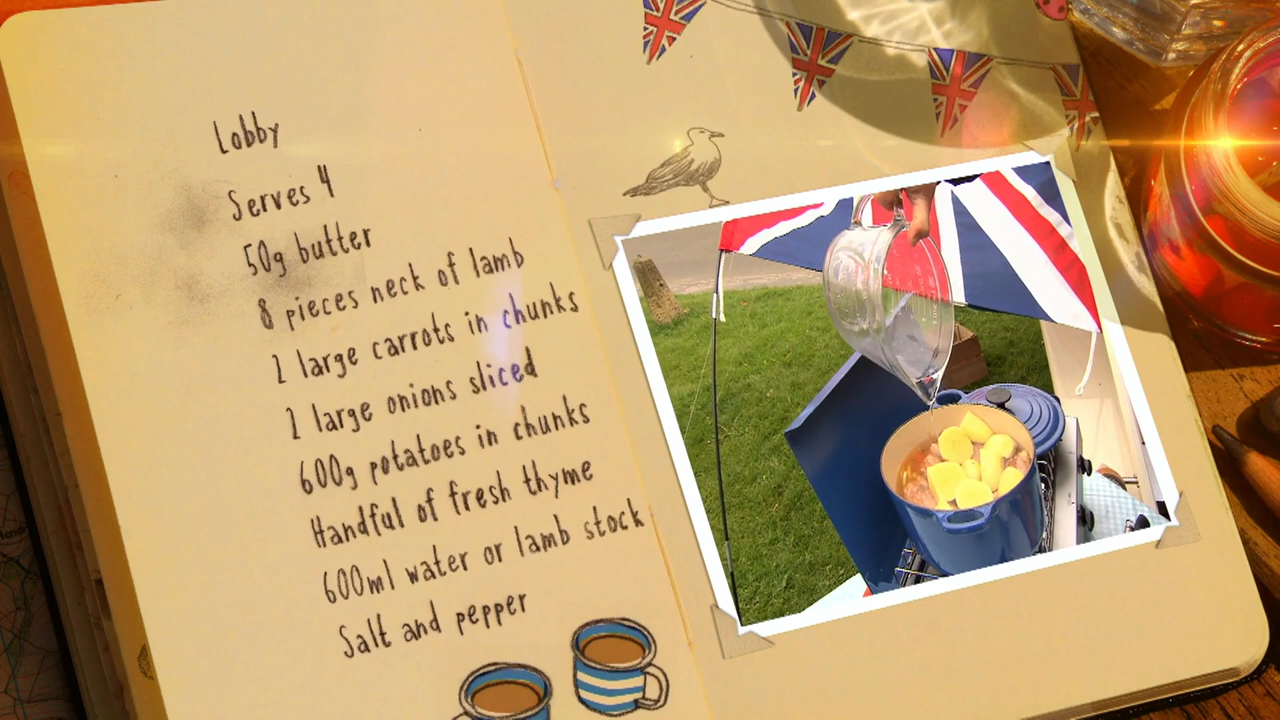 Lobby
Serves 4
50g butter
8 pieces neck of lamb
2 large carrots in chunks
2 large onions sliced
600g potatoes in chunks
Handful of fresh thyme
600ml water or lamb stock
Salt and pepper